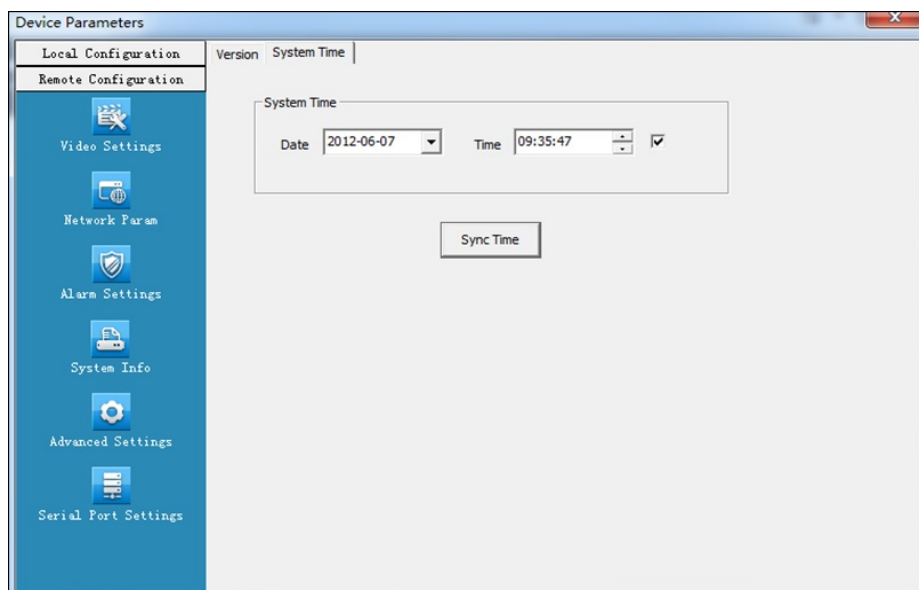 Device Parameters
Local Configuration
Remote Configuration
Video Settings
Network Param
Alarm Settings
System Info
Advanced Settings
Serial Port Settings
Version System Time
System Time
Date 2012-06-07 Time 09:35:47
Sync Time